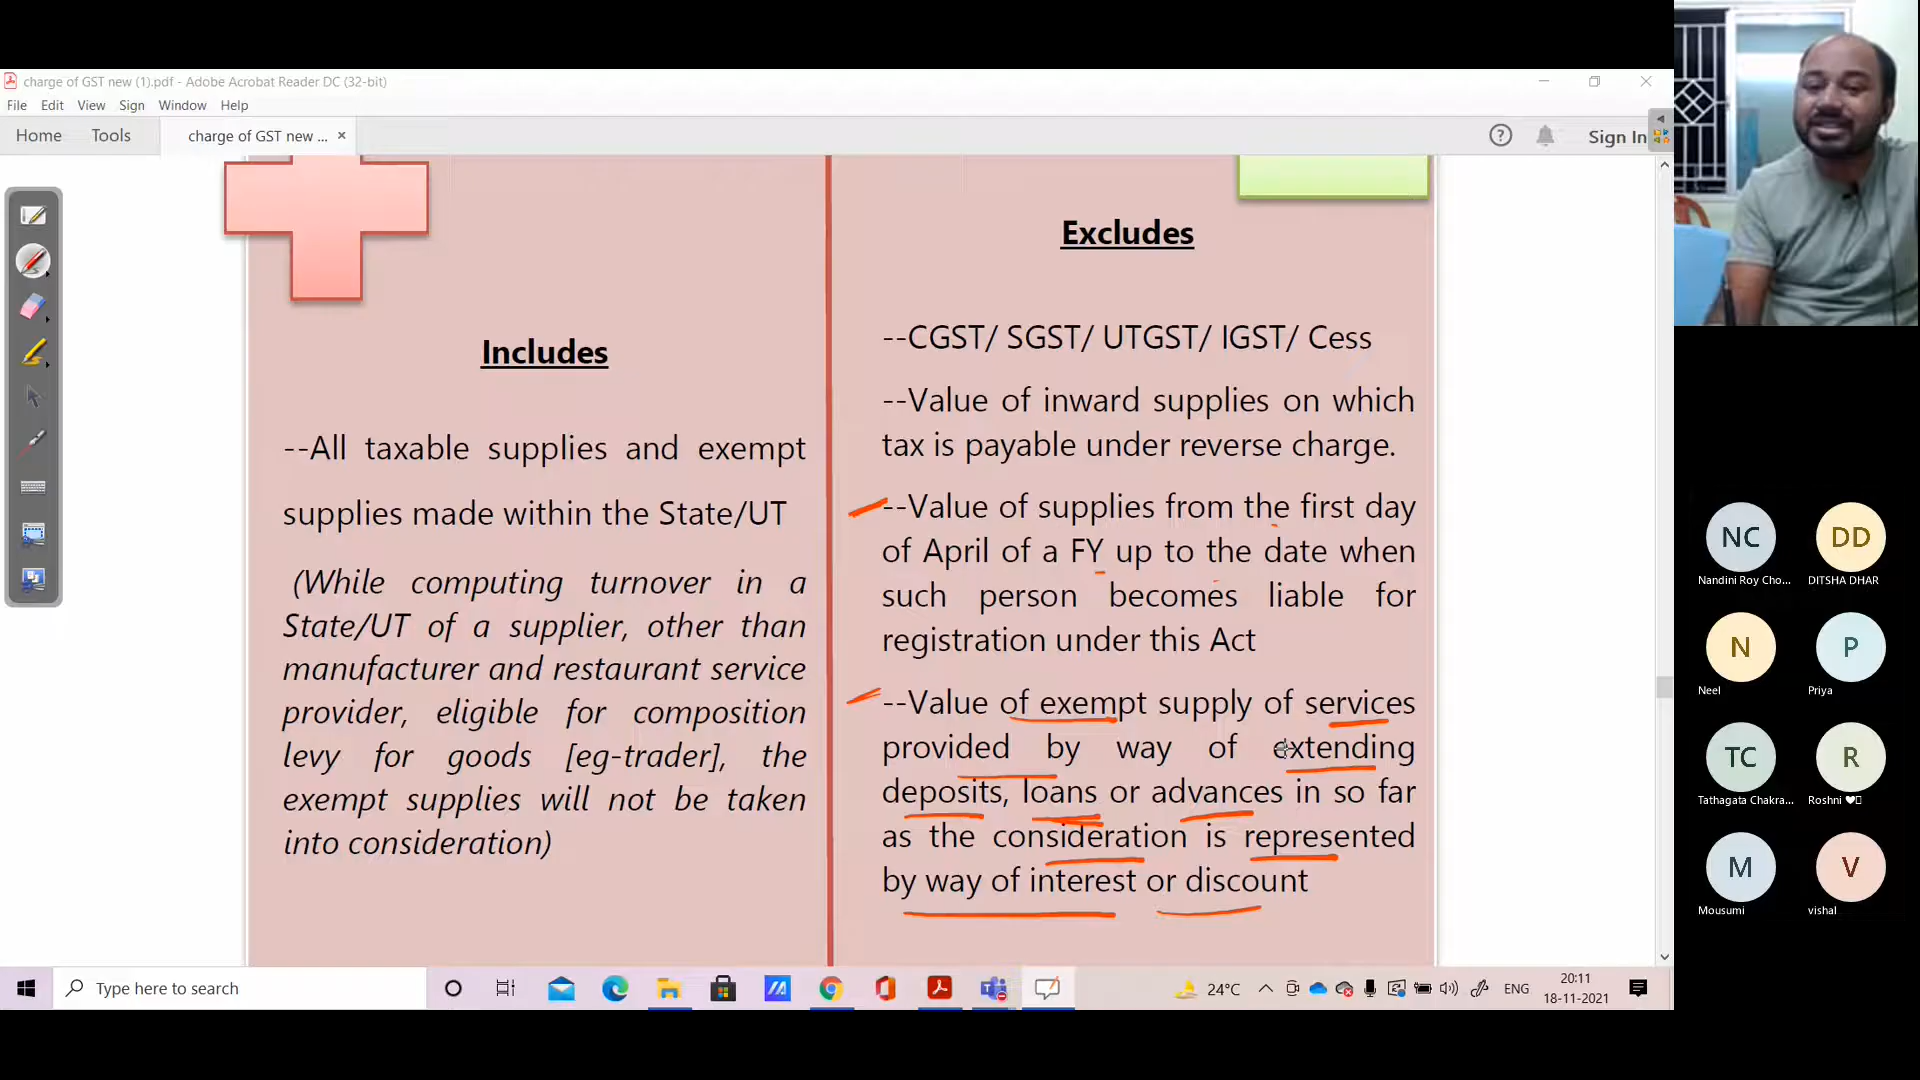 charge of GST new (1).pdf - Adobe Acrobat Reader DC (32-bit)
File Edit View Sign Window Help
Home Tools charge of GST new ... × Sign In
Includes
--All taxable supplies and exempt
supplies made within the State/UT
(While computing turnover in a
State/UT of a supplier, other than
manufacturer and restaurant service
provider, eligible for composition
levy for goods [eg-trader], the
exempt supplies will not be taken
into consideration)
Excludes
--CGST/ SGST/ UTGST/ IGST/ Cess
--Value of inward supplies on which
tax is payable under reverse charge.
--Value of supplies from the first day
of April of a FY up to the date when
such person becomes liable for
registration under this Act
--Value of exempt supply of services
provided by way of extending
deposits, loans or advances in so far
as the consideration is represented
by way of interest or discount
NC DD
Nandini Roy Cho... DITSHA DHAR
N P
Neel Priya
TC R
Tathagata Chakra... Roshni ❤
M V
Mousumi vishal
Type here to search
24°C ENG
20:11
18-11-2021